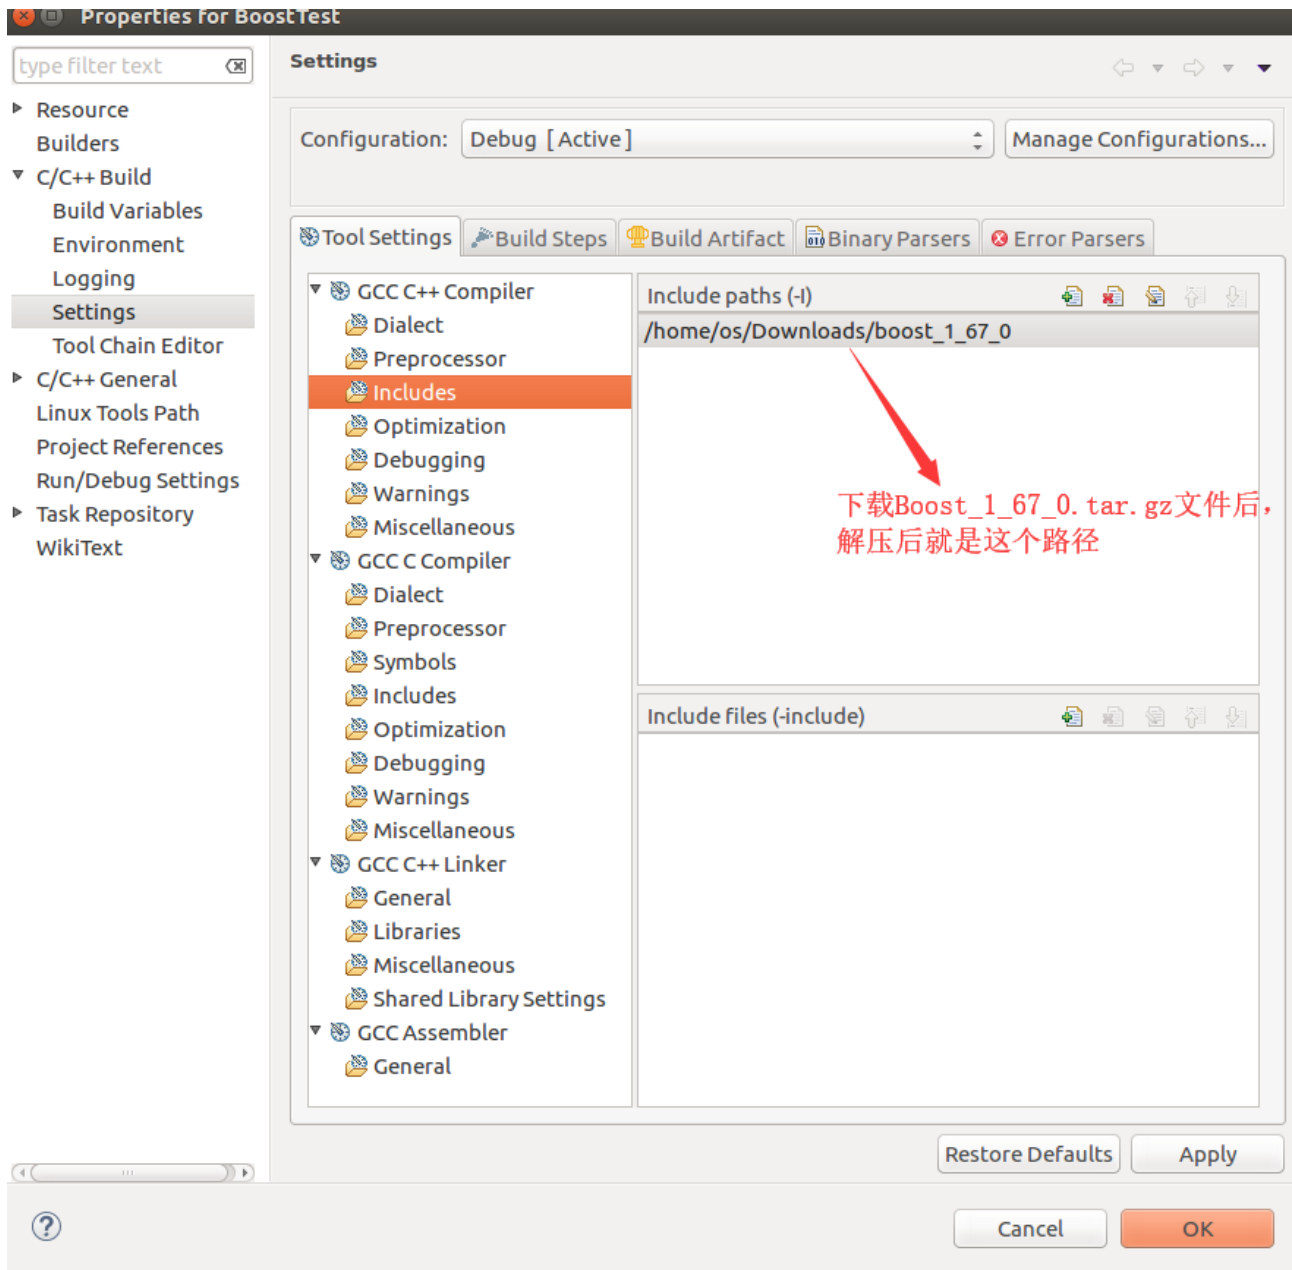 Properties for BoostTest
type filter text
Resource
Builders
C/C++ Build
Build Variables
Environment
Logging
Settings
Tool Chain Editor
C/C++ General
Linux Tools Path
Project References
Run/Debug Settings
Task Repository
WikiText
Settings
Configuration: Debug [Active] Manage Configurations...
Tool Settings Build Steps Build Artifact Binary Parsers Error Parsers
GCC C++ Compiler
Dialect
Preprocessor
Includes
Optimization
Debugging
Warnings
Miscellaneous
GCC C Compiler
Dialect
Preprocessor
Symbols
Includes
Optimization
Debugging
Warnings
Miscellaneous
GCC C++ Linker
General
Libraries
Miscellaneous
Shared Library Settings
GCC Assembler
General
Include paths (-I)
/home/os/Downloads/boost_1_67_0
下载Boost_1_67_0.tar.gz文件后，
解压后就是这个路径
Include files (-include)
Restore Defaults Apply
Cancel OK